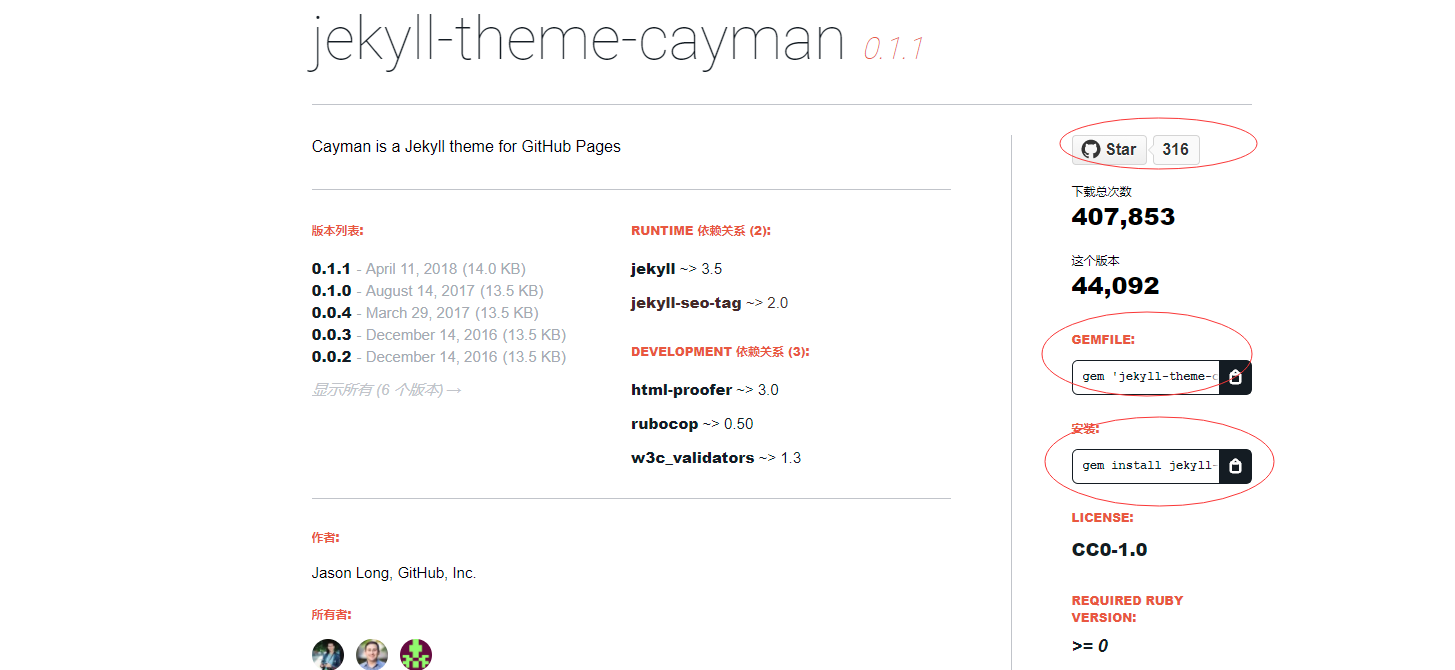 jekyll-theme-cayman 0.1.1
Cayman is a Jekyll theme for GitHub Pages
版本列表:
0.1.1 - April 11, 2018 (14.0 KB)
0.1.0 - August 14, 2017 (13.5 KB)
0.0.4 - March 29, 2017 (13.5 KB)
0.0.3 - December 14, 2016 (13.5 KB)
0.0.2 - December 14, 2016 (13.5 KB)
显示所有 (6 个版本) →
RUNTIME 依赖关系 (2):
jekyll ~> 3.5
jekyll-seo-tag ~> 2.0
DEVELOPMENT 依赖关系 (3):
html-proofer ~> 3.0
rubocop ~> 0.50
w3c_validators ~> 1.3
作者:
Jason Long, GitHub, Inc.
所有者:
Star 316
下载总次数
407,853
这个版本
44,092
GEMFILE:
gem 'jekyll-theme-c
安装:
gem install jekyll-
LICENSE:
CC0-1.0
REQUIRED RUBY
VERSION:
>= 0